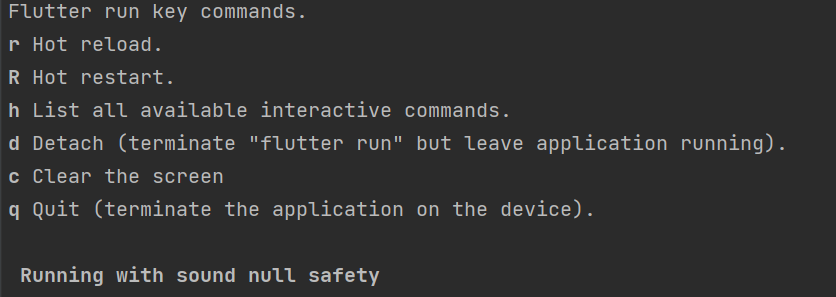 Flutter run key commands.
r Hot reload.
R Hot restart.
h List all available interactive commands.
d Detach (terminate "flutter run" but leave application running).
c Clear the screen
q Quit (terminate the application on the device).
Running with sound null safety